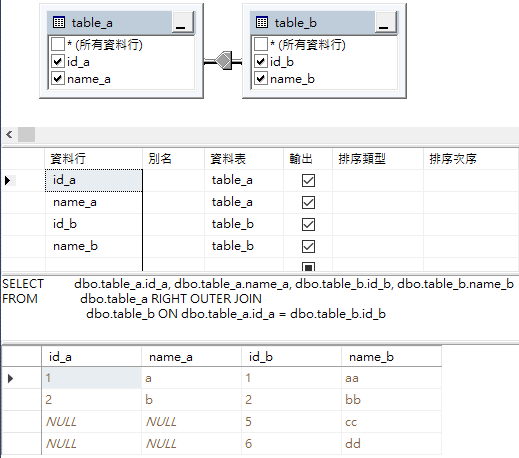 table_a table_b
* (所有資料行) * (所有資料行)
id_a id_b
name_a name_b
資料行 別名 資料表 輸出 排序類型 排序次序
id_a table_a
name_a table_a
id_b table_b
name_b table_b
SELECT dbo.table_a.id_a, dbo.table_a.name_a, dbo.table_b.id_b, dbo.table_b.name_b
FROM dbo.table_a RIGHT OUTER JOIN
dbo.table_b ON dbo.table_a.id_a = dbo.table_b.id_b
id_a name_a id_b name_b
1 a 1 aa
2 b 2 bb
NULL NULL 5 cc
NULL NULL 6 dd